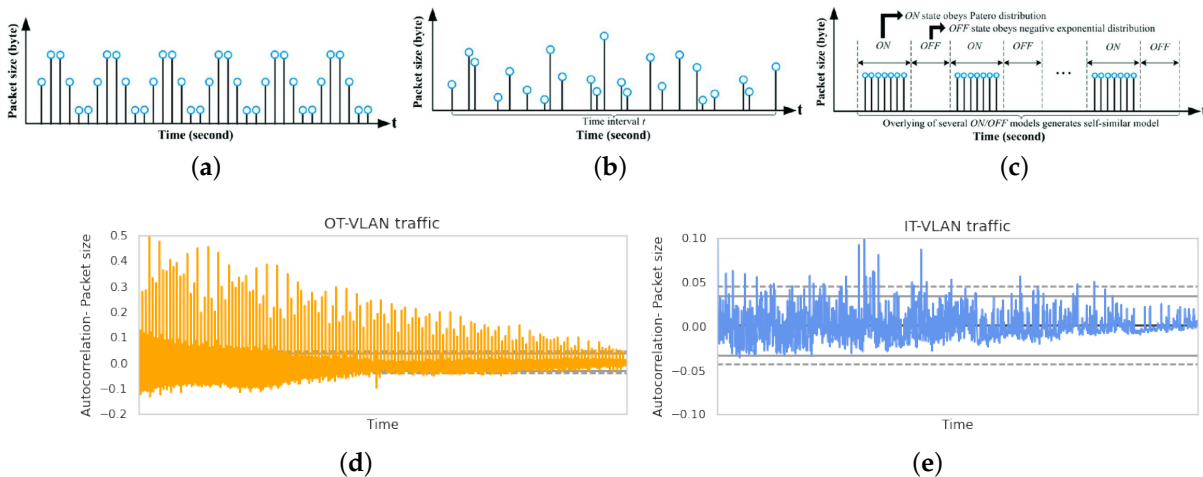 Packet size (byte)
t
Time (second)
(a)
Packet size (byte)
t
Time interval t
Time (second)
(b)
ON state obeys Patero distribution
OFF state obeys negative exponential distribution
ON OFF ON OFF ON OFF
Packet size (byte)
...
t
Overlying of several ON/OFF models generates self-similar model
Time (second)
(c)
OT-VLAN traffic
Autocorrelation- Packet size
0.5
0.4
0.3
0.2
0.1
0.0
−0.1
−0.2
Time
(d)
IT-VLAN traffic
Autocorrelation- Packet size
0.10
0.05
0.00
−0.05
−0.10
Time
(e)